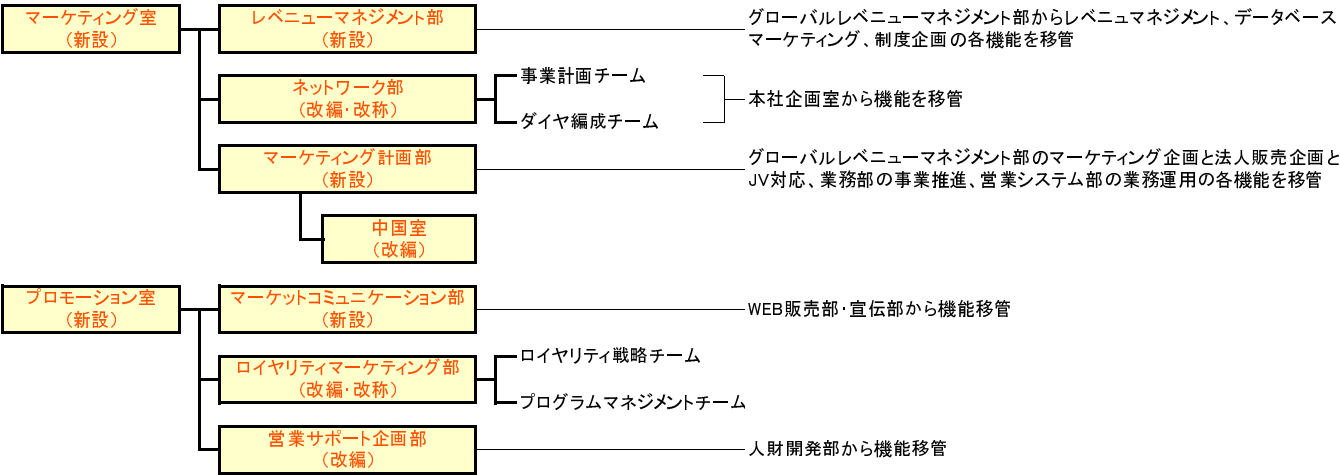 マーケティング室
（新設）
レベニューマネジメント部
（新設）
グローバルレベニューマネジメント部からレベニュマネジメント、データベース
マーケティング、制度企画の各機能を移管
ネットワーク部
（改編・改称）
事業計画チーム
ダイヤ編成チーム
本社企画室から機能を移管
マーケティング計画部
（新設）
グローバルレベニューマネジメント部のマーケティング企画と法人販売企画と
JV対応、業務部の事業推進、営業システム部の業務運用の各機能を移管
中国室
（改編）
プロモーション室
（新設）
マーケットコミュニケーション部
（新設）
WEB販売部・宣伝部から機能移管
ロイヤリティマーケティング部
（改編・改称）
ロイヤリティ戦略チーム
プログラムマネジメントチーム
営業サポート企画部
（改編）
人財開発部から機能移管